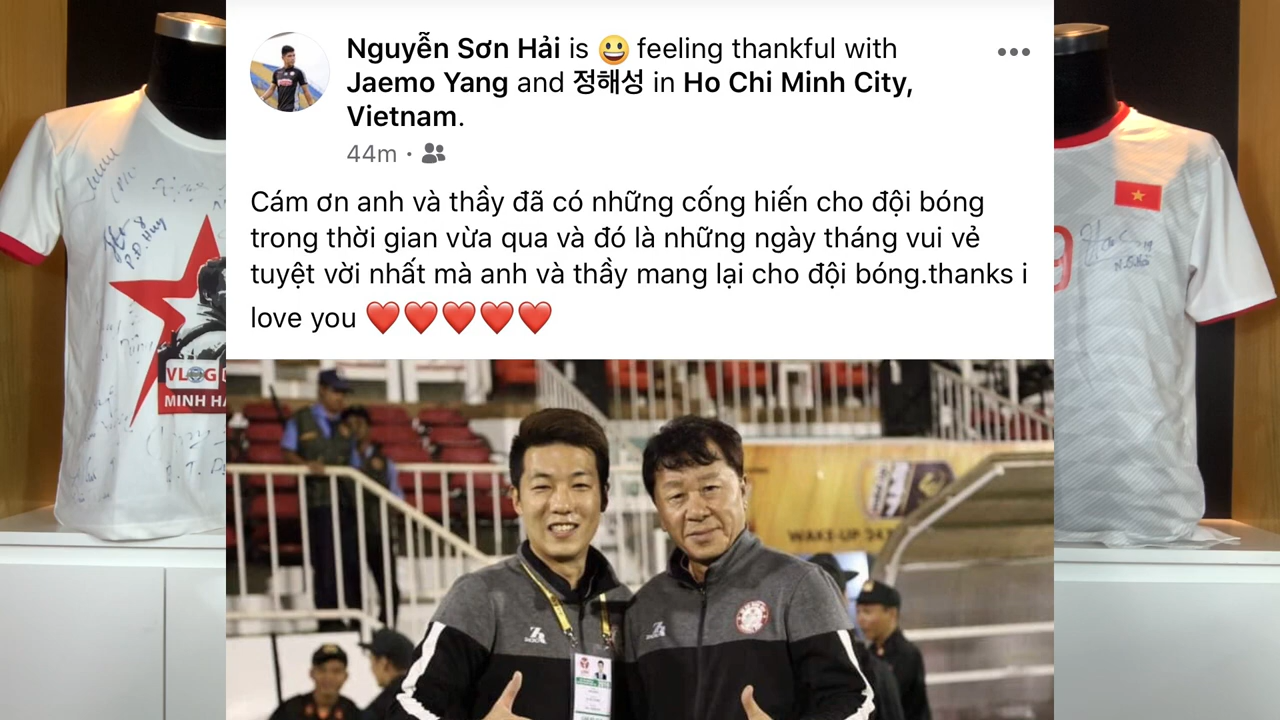 Nguyễn Sơn Hải is 😀 feeling thankful with
Jaemo Yang and 정해성 in Ho Chi Minh City,
Vietnam.
44m ·
Cám ơn anh và thầy đã có những cống hiến cho đội bóng
trong thời gian vừa qua và đó là những ngày tháng vui vẻ
tuyệt vời nhất mà anh và thầy mang lại cho đội bóng.thanks i
love you ❤️❤️❤️❤️❤️
P.Đ.Huy
VLOG
MINH HA
WAKE-UP 247